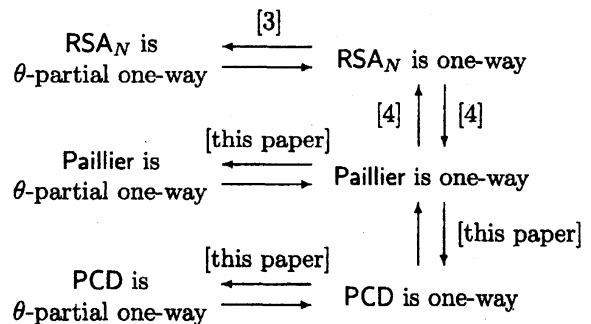 [3]
RSA_N is
θ-partial one-way
RSA_N is one-way
[4]
[4]
[this paper]
Paillier is
θ-partial one-way
Paillier is one-way
[this paper]
[this paper]
PCD is
θ-partial one-way
PCD is one-way